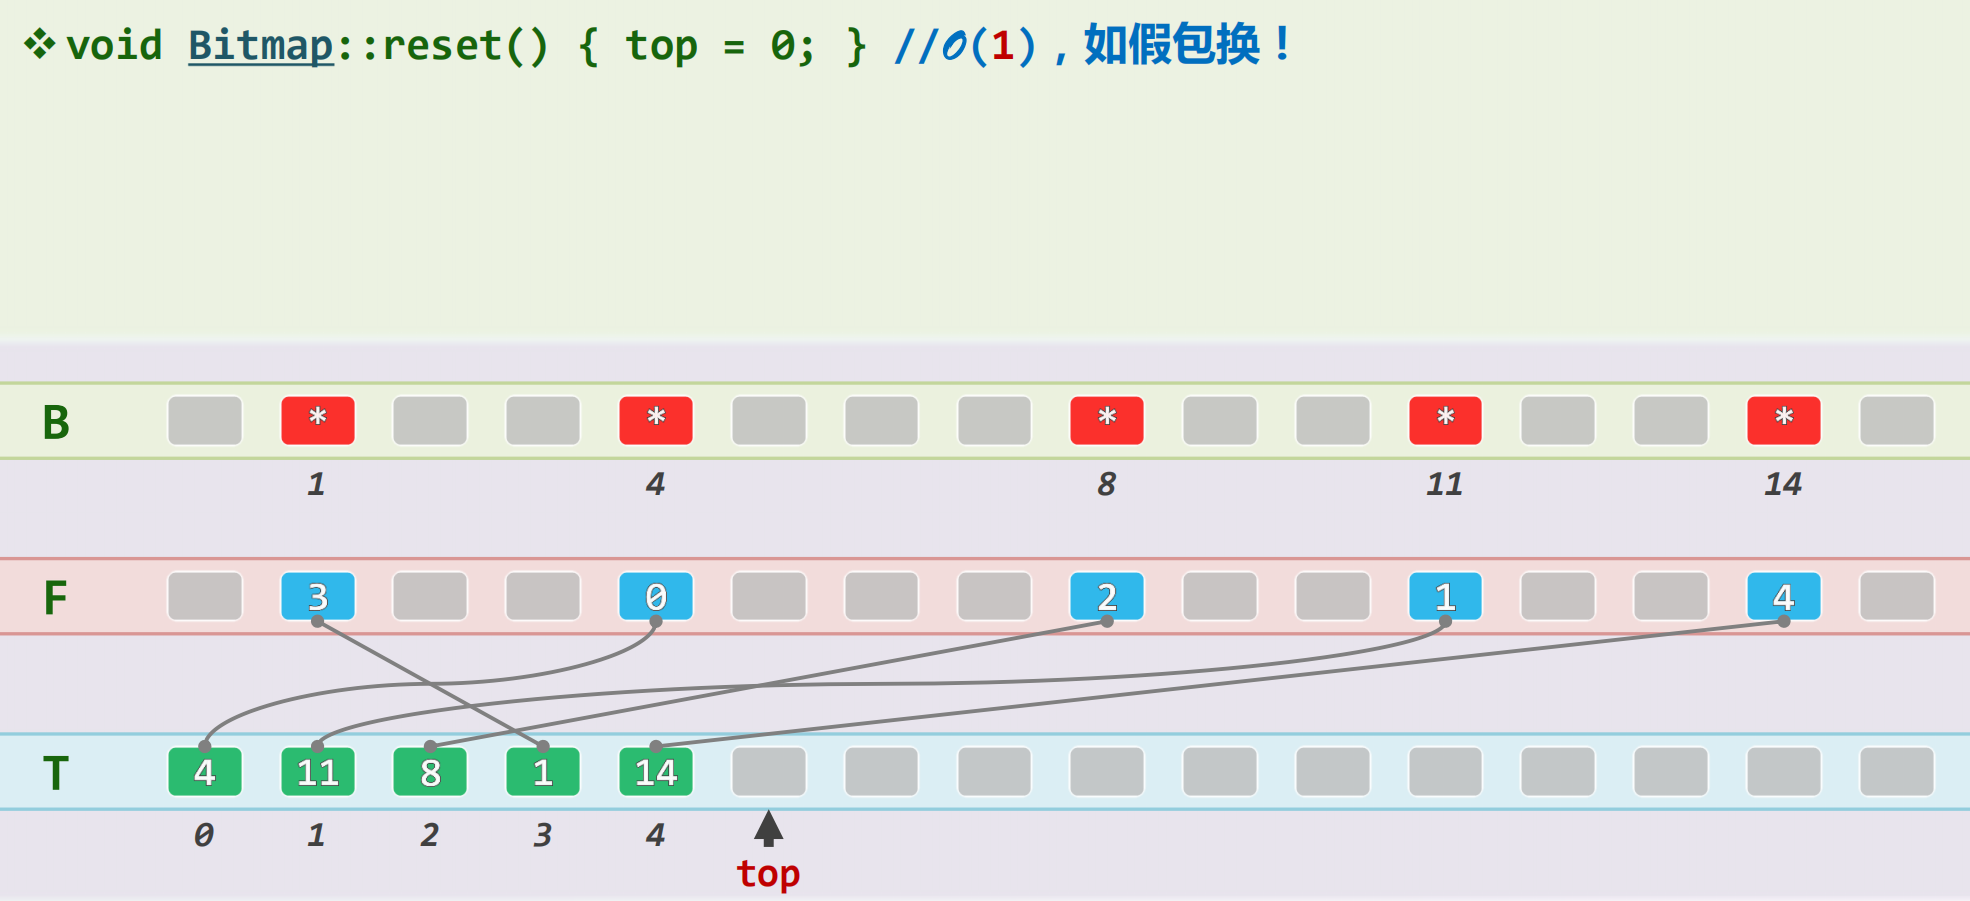 ❖ void Bitmap::reset() { top = 0; } //O(1)，如假包换！
B * * * * *
1 4 8 11 14
F 3 0 2 1 4
T 4 11 8 1 14
0 1 2 3 4
top